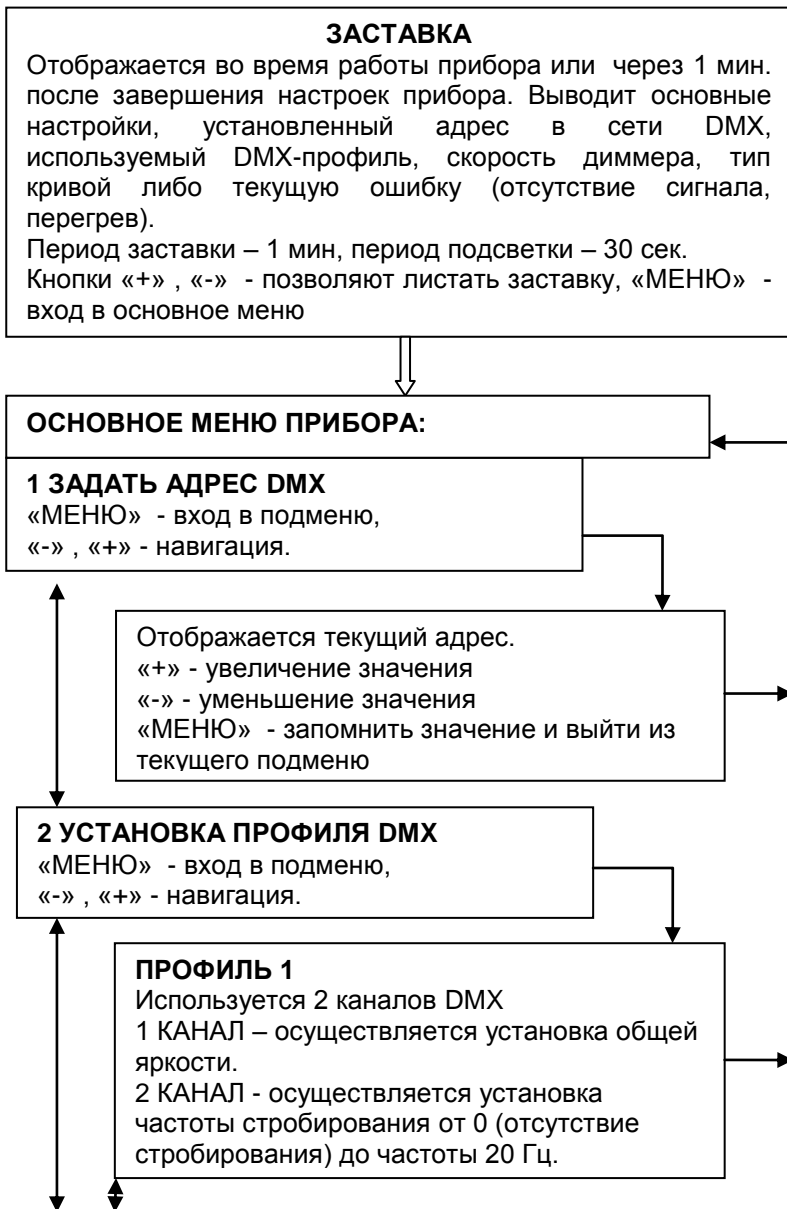 ЗАСТАВКА
Отображается во время работы прибора или через 1 мин.
после завершения настроек прибора. Выводит основные
настройки, установленный адрес в сети DMX,
используемый DMX-профиль, скорость диммера, тип
кривой либо текущую ошибку (отсутствие сигнала,
перегрев).
Период заставки – 1 мин, период подсветки – 30 сек.
Кнопки «+» , «-» - позволяют листать заставку, «МЕНЮ» -
вход в основное меню
ОСНОВНОЕ МЕНЮ ПРИБОРА:
1 ЗАДАТЬ АДРЕС DMX
«МЕНЮ» - вход в подменю,
«-» , «+» - навигация.
Отображается текущий адрес.
«+» - увеличение значения
«-» - уменьшение значения
«МЕНЮ» - запомнить значение и выйти из
текущего подменю
2 УСТАНОВКА ПРОФИЛЯ DMX
«МЕНЮ» - вход в подменю,
«-» , «+» - навигация.
ПРОФИЛЬ 1
Используется 2 каналов DMX
1 КАНАЛ – осуществляется установка общей
яркости.
2 КАНАЛ - осуществляется установка
частоты стробирования от 0 (отсутствие
стробирования) до частоты 20 Гц.